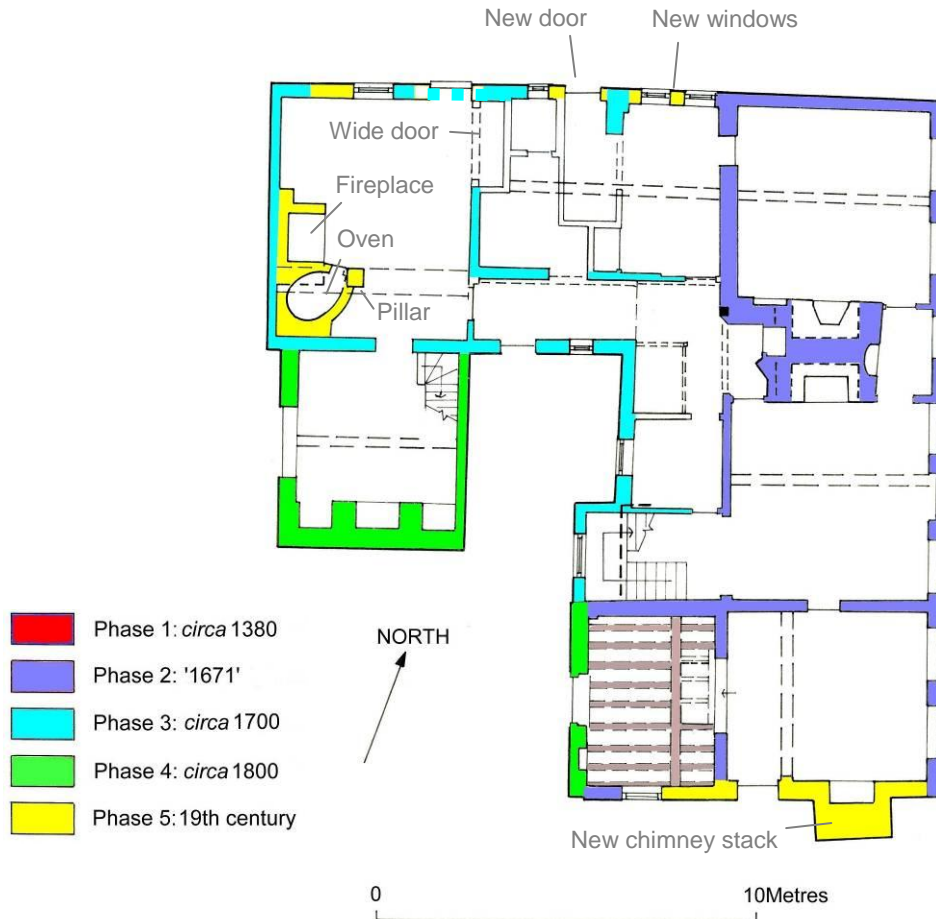 New door
New windows
Wide door
Fireplace
Oven
Pillar
Phase 1: circa 1380
NORTH
Phase 2: '1671'
Phase 3: circa 1700
Phase 4: circa 1800
Phase 5: 19th century
New chimney stack
0
10Metres